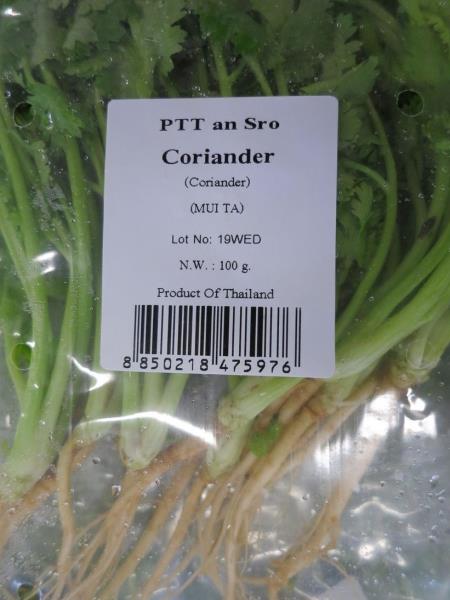 PTT an Sro
Coriander
(Coriander)
(MUI TA)
Lot No: 19WED
N.W. : 100 g.
Product Of Thailand
8 850218 475976